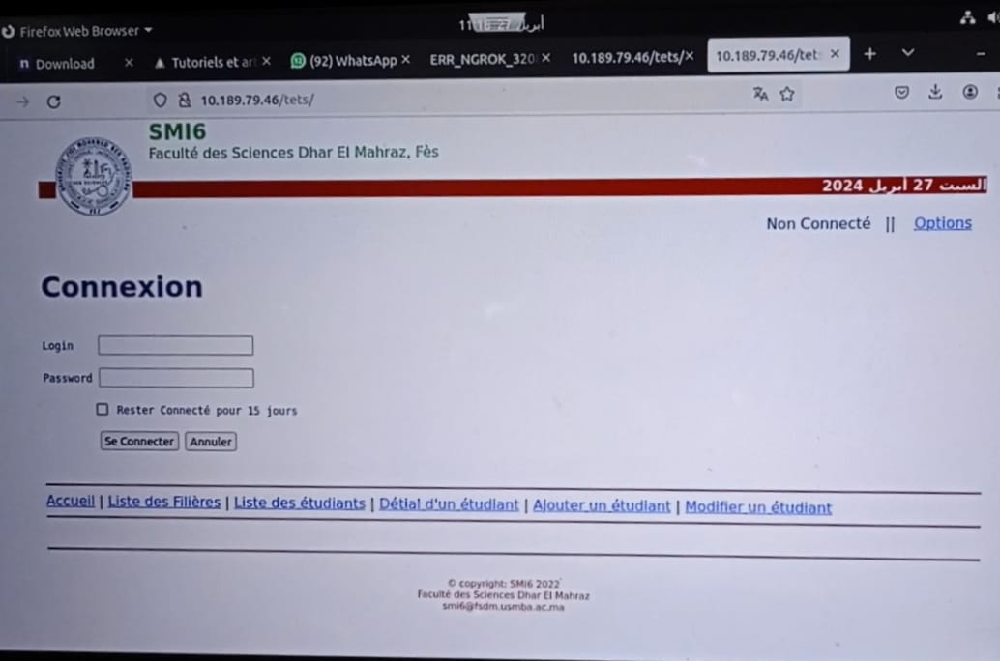 Firefox Web Browser
أبريل 27
Download
Tutoriels et ar
(92) WhatsApp
ERR_NGROK_320
10.189.79.46/tets/
10.189.79.46/tet
10.189.79.46/tets/
SMI6
Faculté des Sciences Dhar El Mahraz, Fès
السبت 27 أبريل 2024
Non Connecté || Options
Connexion
Login
Password
Rester Connecté pour 15 jours
Se Connecter Annuler
Accueil | Liste des Filières | Liste des étudiants | Détial d'un étudiant | Ajouter un étudiant | Modifier un étudiant
© copyright: SMI6 2022
Faculté des Sciences Dhar El Mahraz
smi6@fsdm.usmba.ac.ma